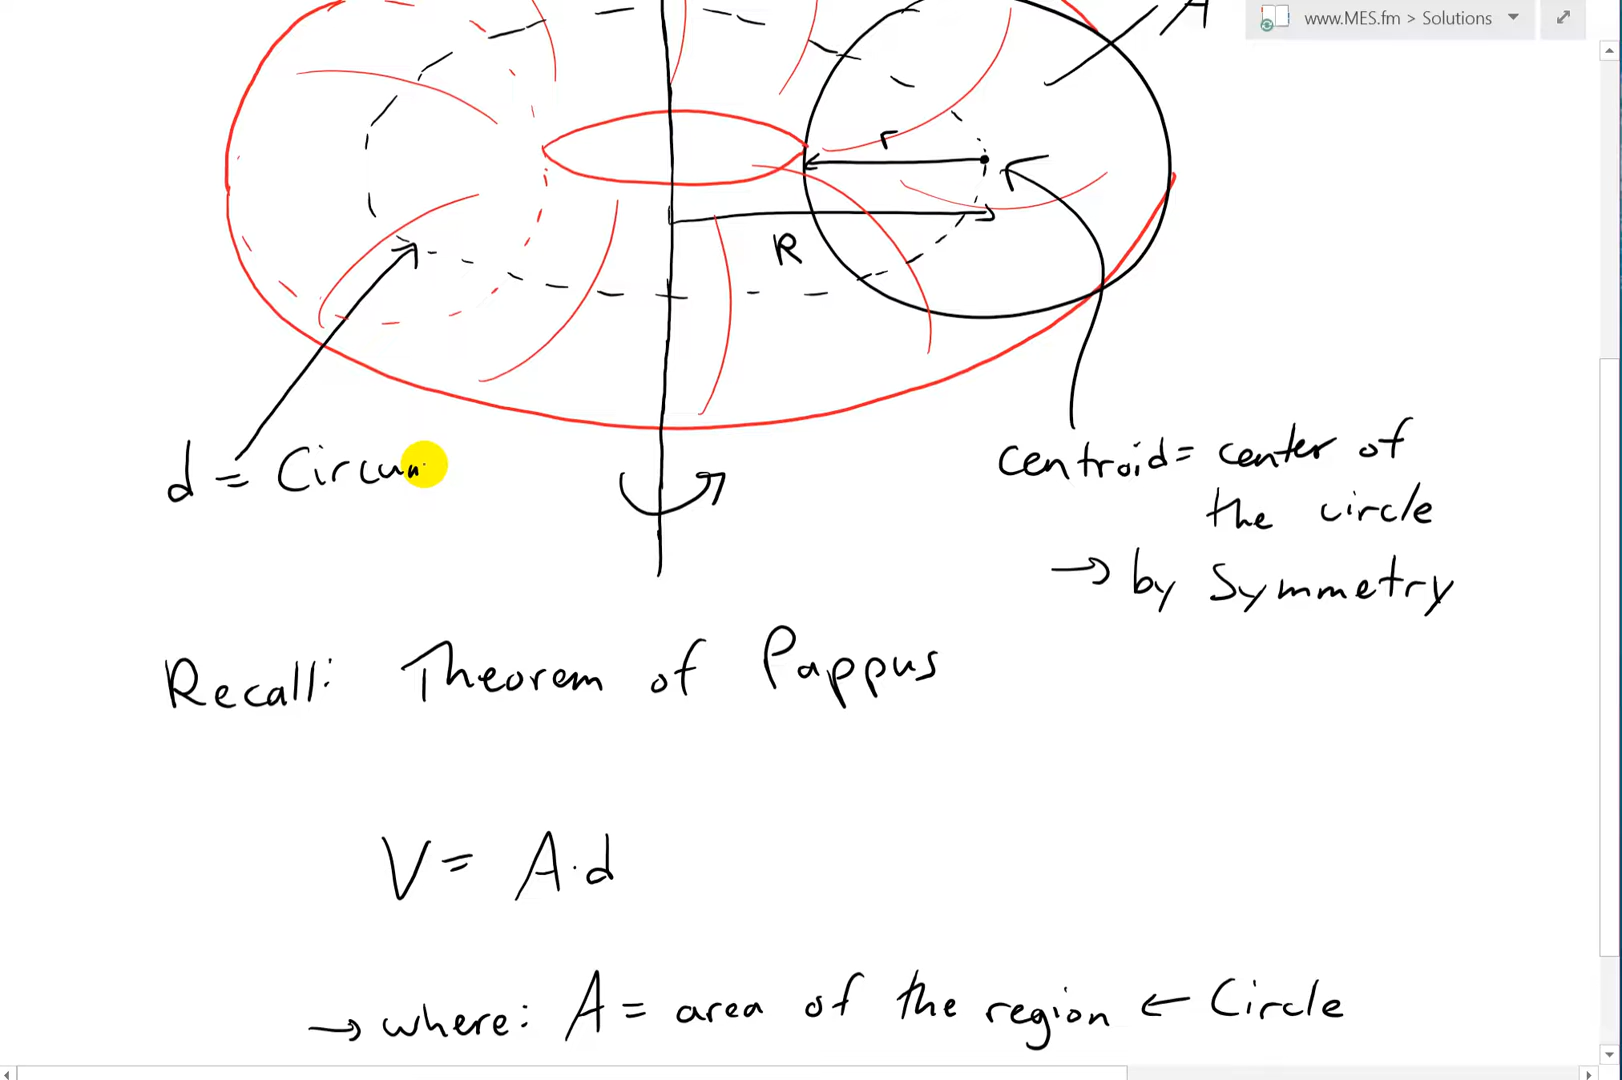 www.MES.fm > Solutions
A
r
R
d = Circum
centroid = center of
the circle
→ by Symmetry
Recall: Theorem of Pappus
V = A·d
→ where: A = area of the region ← Circle